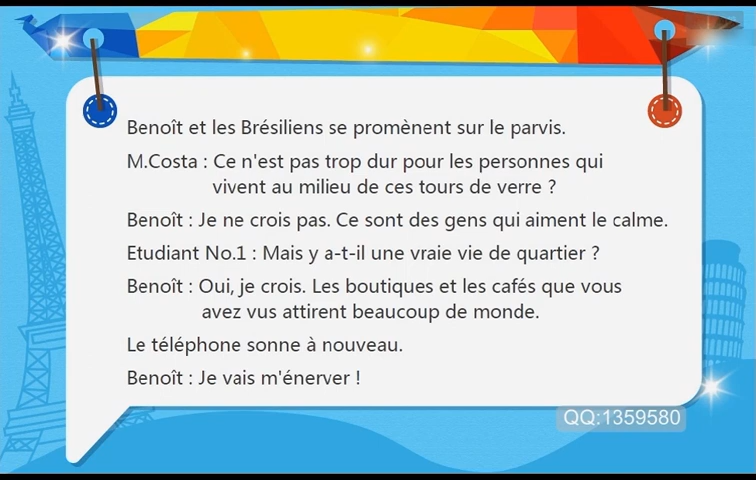 Benoît et les Brésiliens se promènent sur le parvis.
M.Costa : Ce n'est pas trop dur pour les personnes qui
vivent au milieu de ces tours de verre ?
Benoît : Je ne crois pas. Ce sont des gens qui aiment le calme.
Etudiant No.1 : Mais y a-t-il une vraie vie de quartier ?
Benoît : Oui, je crois. Les boutiques et les cafés que vous
avez vus attirent beaucoup de monde.
Le téléphone sonne à nouveau.
Benoît : Je vais m'énerver !
QQ:1359580